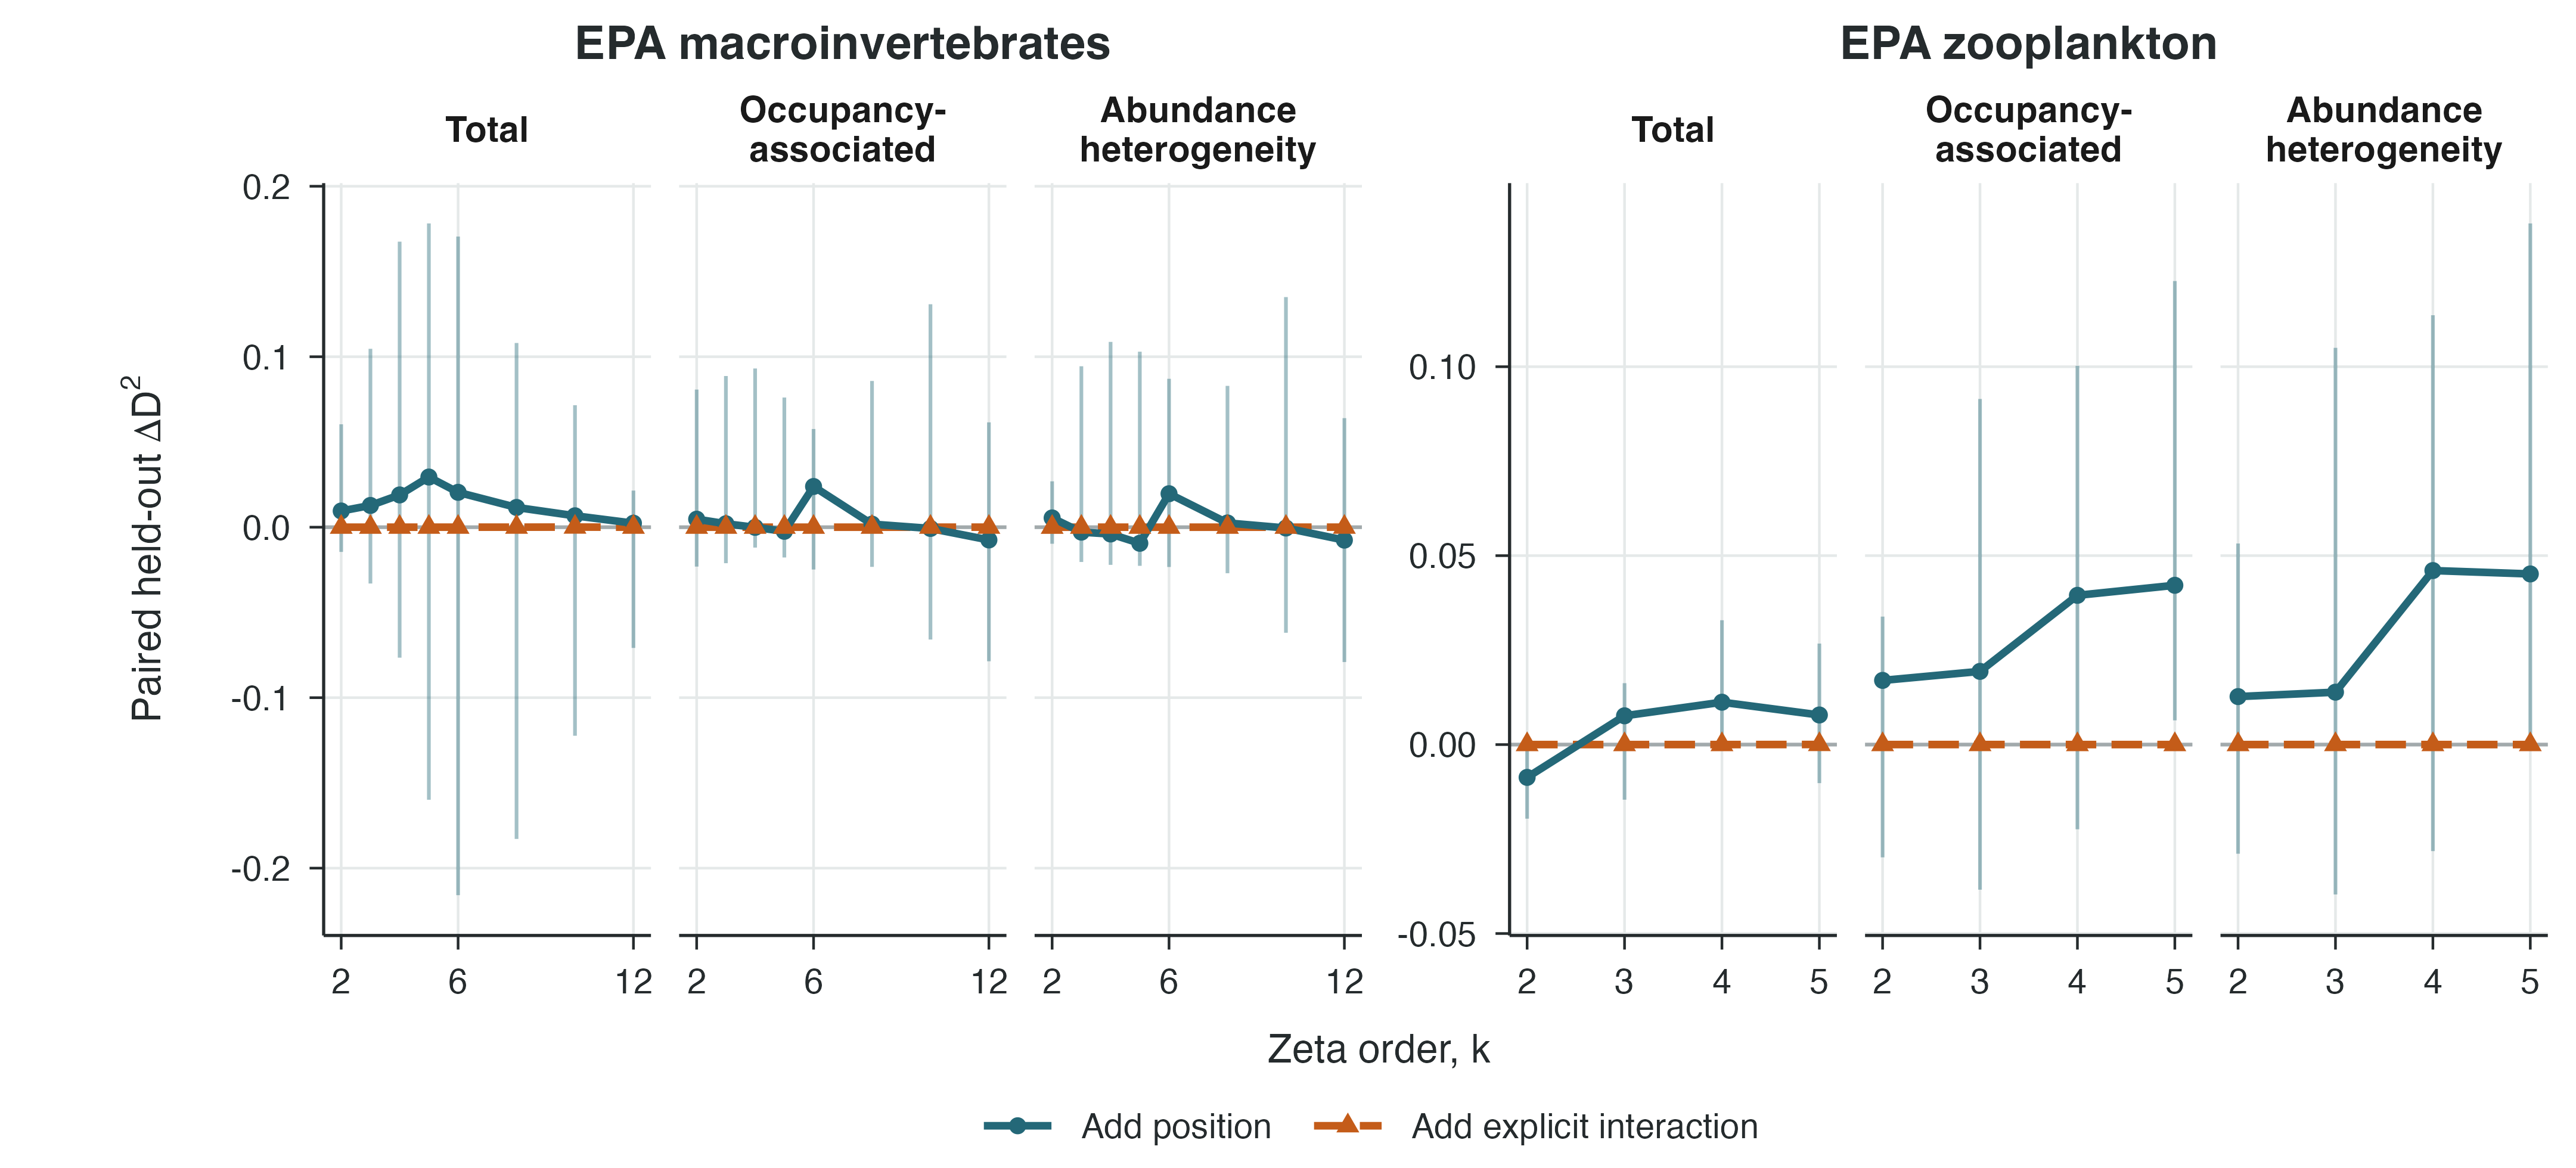 EPA macroinvertebrates
EPA zooplankton
Total
Occupancy-
associated
Abundance
heterogeneity
Total
Occupancy-
associated
Abundance
heterogeneity
Paired held-out ΔD²
0.2
0.1
0.0
-0.1
-0.2
0.10
0.05
0.00
-0.05
2 6 12
2 6 12
2 6 12
2 3 4 5
2 3 4 5
2 3 4 5
Zeta order, k
Add position
Add explicit interaction